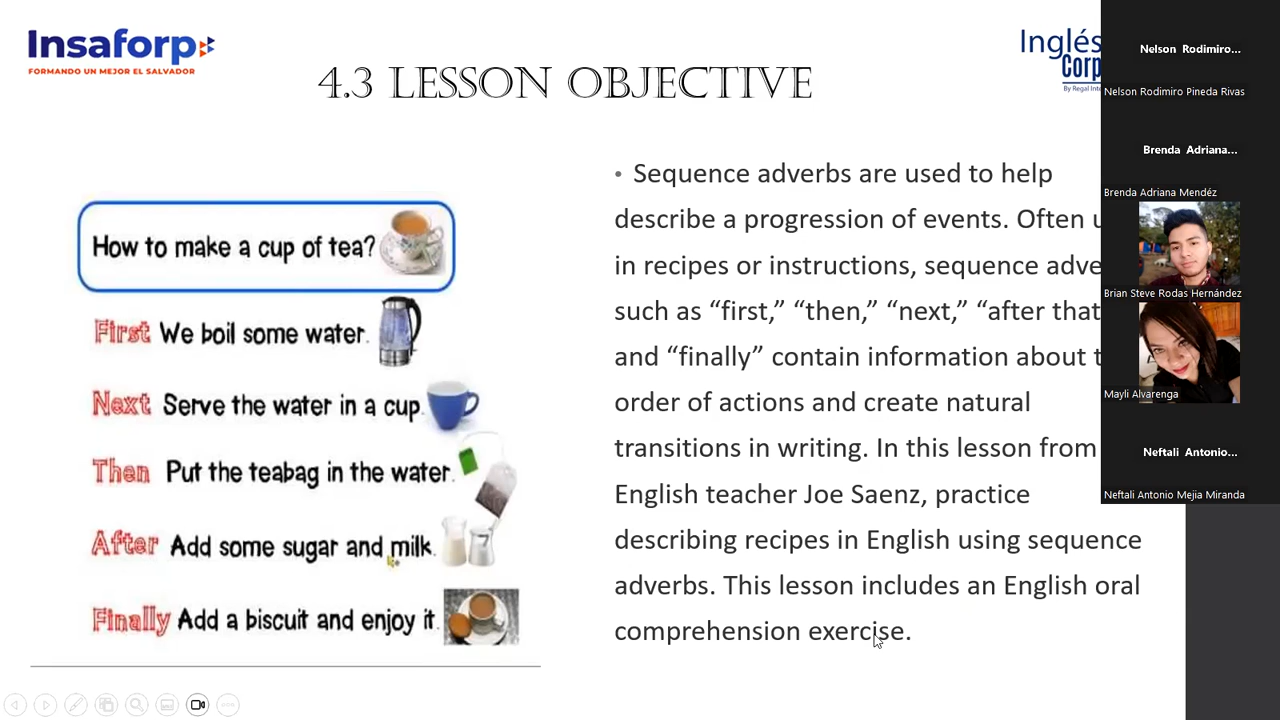 Insaforp
FORMANDO UN MEJOR EL SALVADOR
4.3 LESSON OBJECTIVE
Inglés
Corp
By Regal
How to make a cup of tea?
First We boil some water.
Next Serve the water in a cup.
Then Put the teabag in the water.
After Add some sugar and milk.
Finally Add a biscuit and enjoy it.
• Sequence adverbs are used to help
describe a progression of events. Often
in recipes or instructions, sequence
such as “first,” “then,” “next,” “after that
and “finally” contain information about
order of actions and create natural
transitions in writing. In this lesson from
English teacher Joe Saenz, practice
describing recipes in English using sequence
adverbs. This lesson includes an English oral
comprehension exercise.
Nelson Rodimiro...
Nelson Rodimiro Pineda Rivas
Brenda Adriana...
Brenda Adriana Mendéz
Brian Steve Rodas Hernández
Mayli Alvarenga
Neftali Antonio...
Neftali Antonio Mejia Miranda